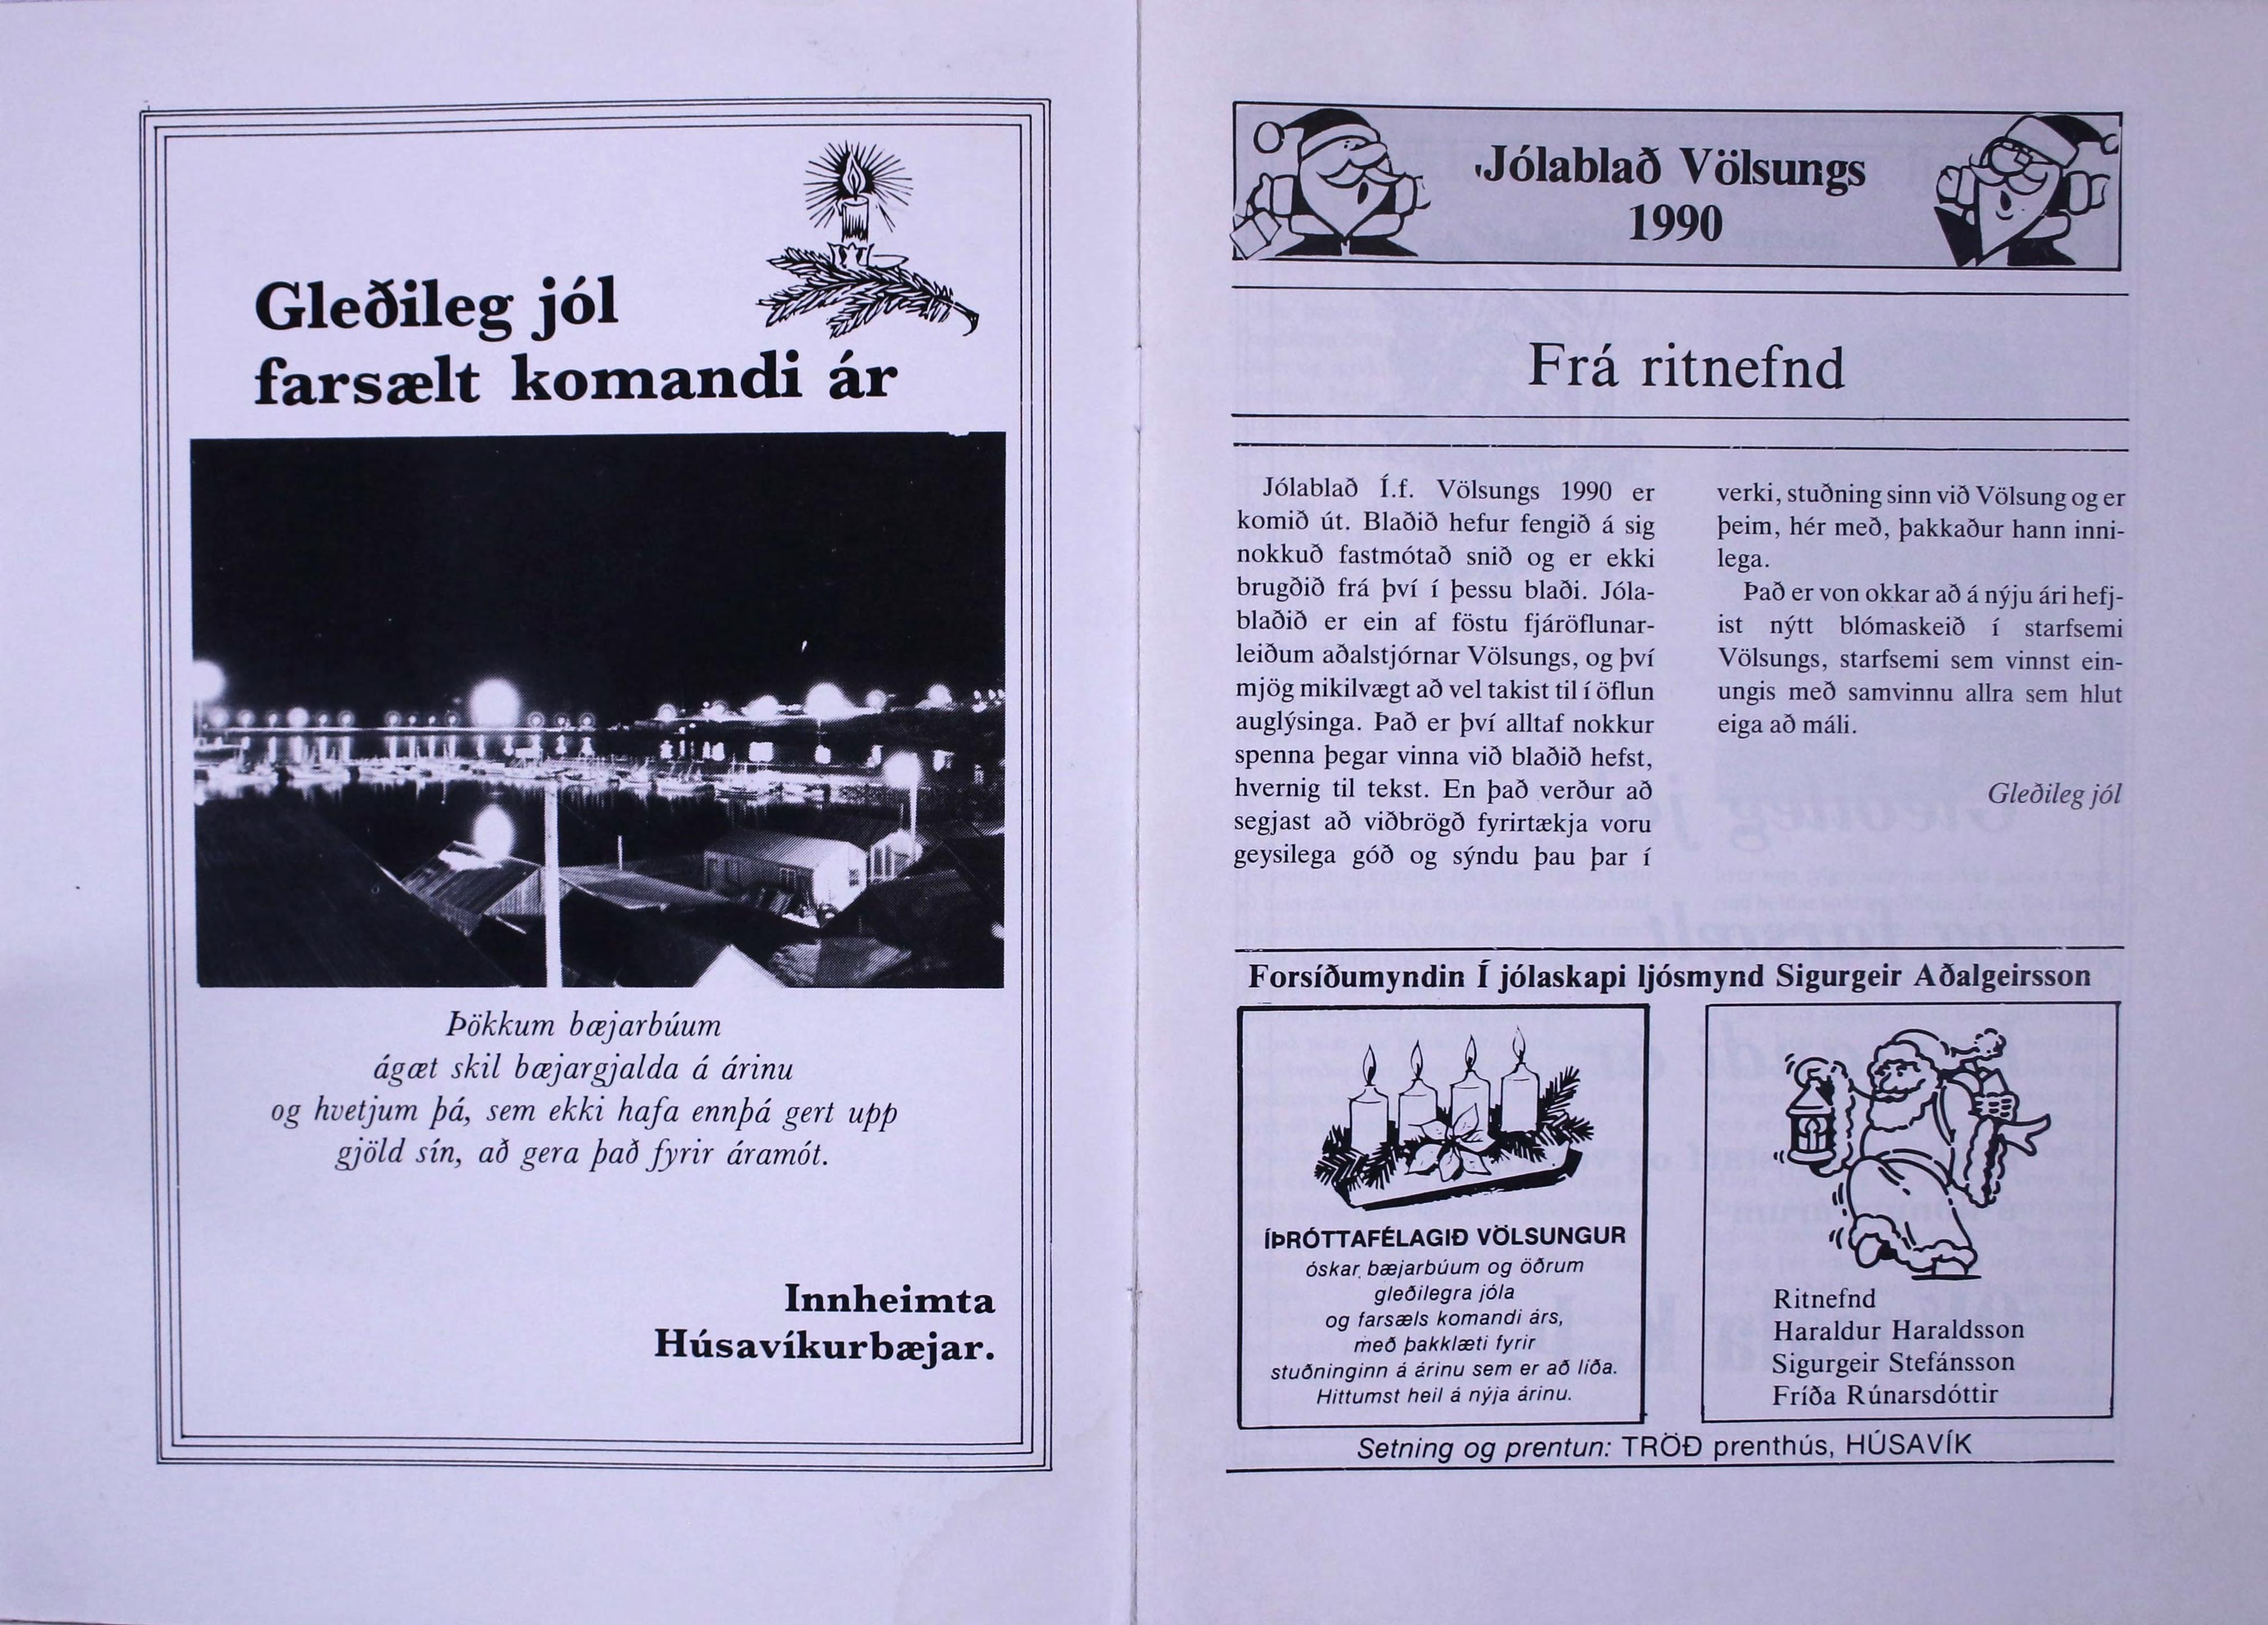 Gleðileg jól
farsælt komandi ár
Þökkum bæjarbúum
ágæt skil bæjargjalda á árinu
og hvetjum þá, sem ekki hafa ennþá gert upp
gjöld sín, að gera það fyrir áramót.
Innheimta
Húsavíkurbæjar.
Jólablað Völsungs
1990
Frá ritnefnd
Jólablað Í.f. Völsungs 1990 er
komið út. Blaðið hefur fengið á sig
nokkuð fastmótað snið og er ekki
brugðið frá því í þessu blaði. Jóla-
blaðið er ein af föstu fjáröflunar-
leiðum aðalstjórnar Völsungs, og því
mjög mikilvægt að vel takist til í öflun
auglýsinga. Það er því alltaf nokkur
spenna þegar vinna við blaðið hefst,
hvernig til tekst. En það verður að
segjast að viðbrögð fyrirtækja voru
geysilega góð og sýndu þau þar í
verki, stuðning sinn við Völsung og er
þeim, hér með, þakkaður hann inni-
lega.
Það er von okkar að á nýju ári hefj-
ist nýtt blómaskeið í starfsemi
Völsungs, starfsemi sem vinnst ein-
ungis með samvinnu allra sem hlut
eiga að máli.
Gleðileg jól
Forsíðumyndin Í jólaskapi ljósmynd Sigurgeir Aðalgeirsson
ÍÞRÓTTAFÉLAGIÐ VÖLSUNGUR
óskar bæjarbúum og öðrum
gleðilegra jóla
og farsæls komandi árs,
með þakklæti fyrir
stuðninginn á árinu sem er að líða.
Hittumst heil á nýja árinu.
Ritnefnd
Haraldur Haraldsson
Sigurgeir Stefánsson
Fríða Rúnarsdóttir
Setning og prentun: TRÖÐ prenthús, HÚSAVÍK